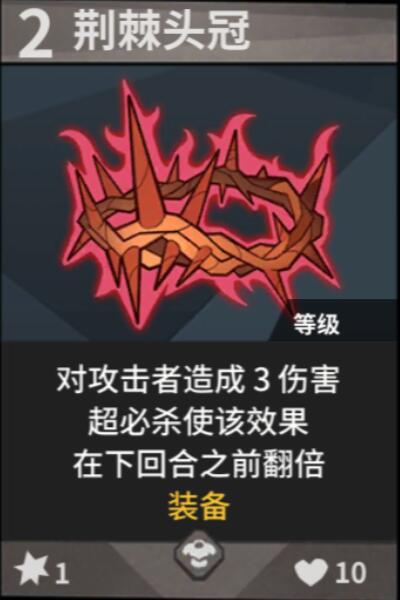 2 荆棘头冠
等级
对攻击者造成 3 伤害
超必杀使该效果
在下回合之前翻倍
装备
1 10